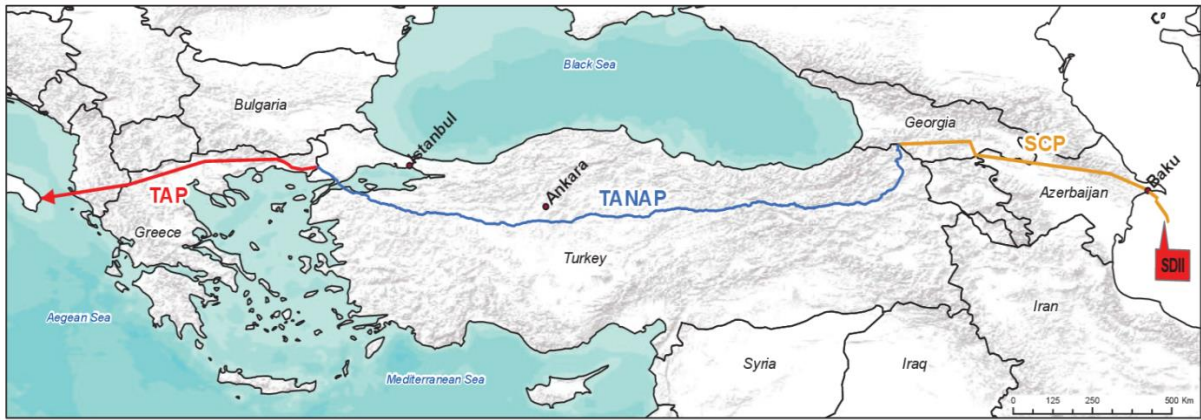 Black Sea
Bulgaria
Istanbul
Georgia
SCP
Baku
TAP
Ankara
TANAP
Azerbaijan
Greece
Turkey
SDII
Aegean Sea
Iran
Mediterranean Sea
Syria
Iraq
0 125 250 500 Km